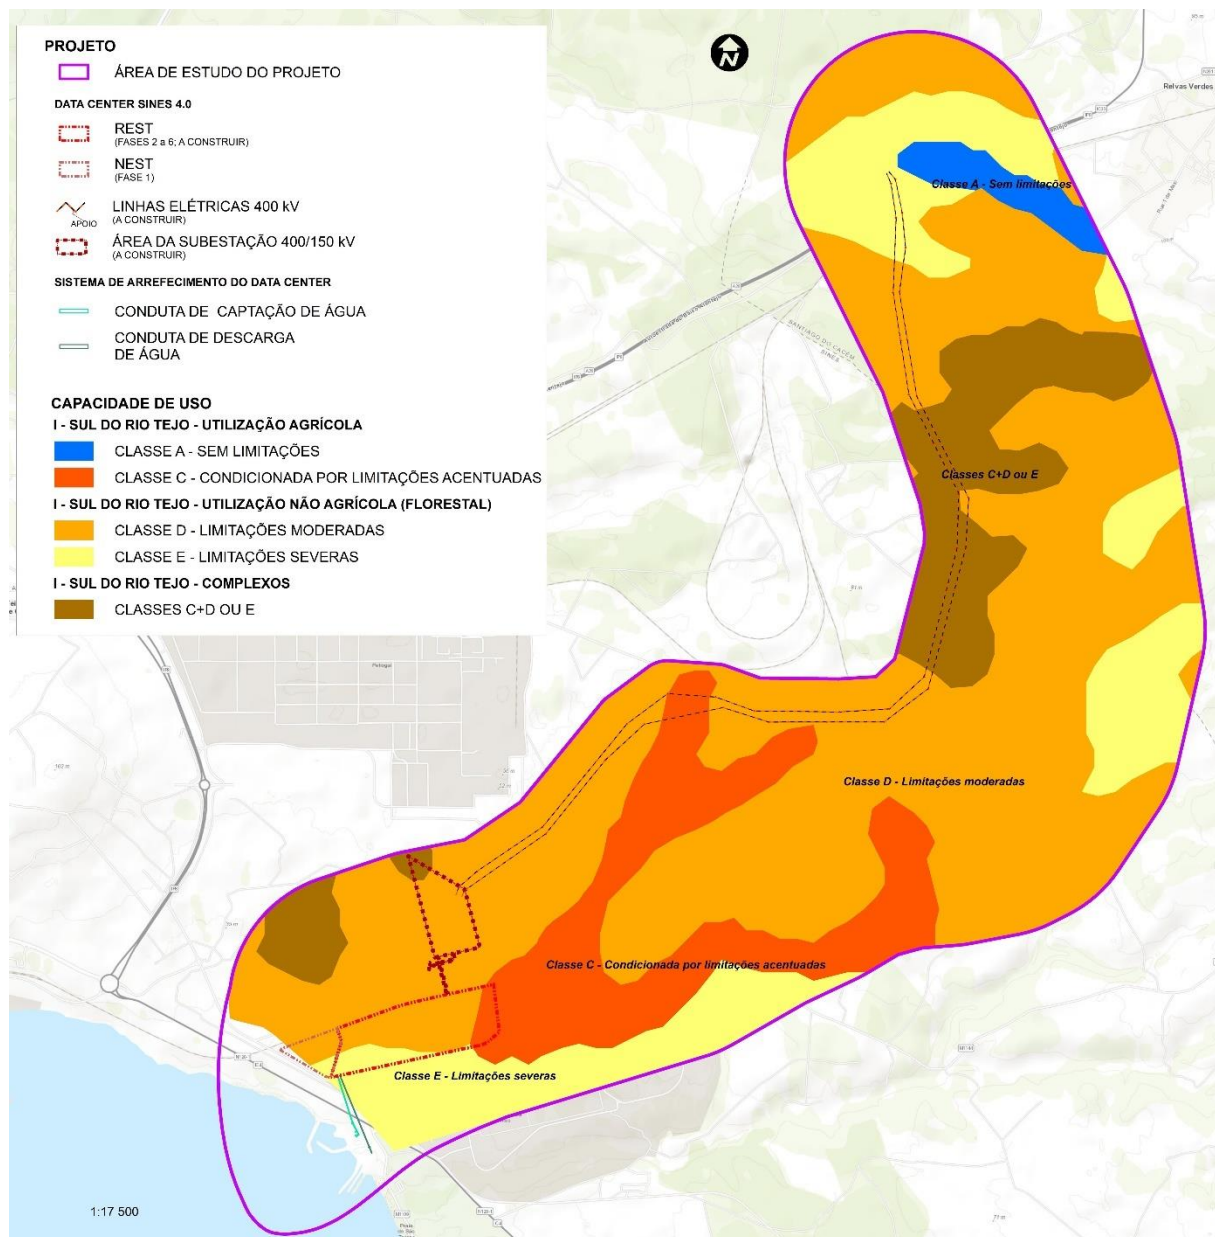 PROJETO
ÁREA DE ESTUDO DO PROJETO
DATA CENTER SINES 4.0
REST
(FASES 2 a 6; A CONSTRUIR)
NEST
(FASE 1)
LINHAS ELÉTRICAS 400 kV
(A CONSTRUIR)
APOIO
ÁREA DA SUBESTAÇÃO 400/150 kV
(A CONSTRUIR)
SISTEMA DE ARREFECIMENTO DO DATA CENTER
CONDUTA DE CAPTAÇÃO DE ÁGUA
CONDUTA DE DESCARGA
DE ÁGUA
CAPACIDADE DE USO
I - SUL DO RIO TEJO - UTILIZAÇÃO AGRÍCOLA
CLASSE A - SEM LIMITAÇÕES
CLASSE C - CONDICIONADA POR LIMITAÇÕES ACENTUADAS
I - SUL DO RIO TEJO - UTILIZAÇÃO NÃO AGRÍCOLA (FLORESTAL)
CLASSE D - LIMITAÇÕES MODERADAS
CLASSE E - LIMITAÇÕES SEVERAS
I - SUL DO RIO TEJO - COMPLEXOS
CLASSES C+D OU E
N
Relvas Verdes
Classe A - Sem limitações
SANTIAGO DO CACÉM
SINES
Classes C+D ou E
Classe D - Limitações moderadas
Classe C - Condicionada por limitações acentuadas
Classe E - Limitações severas
1:17 500